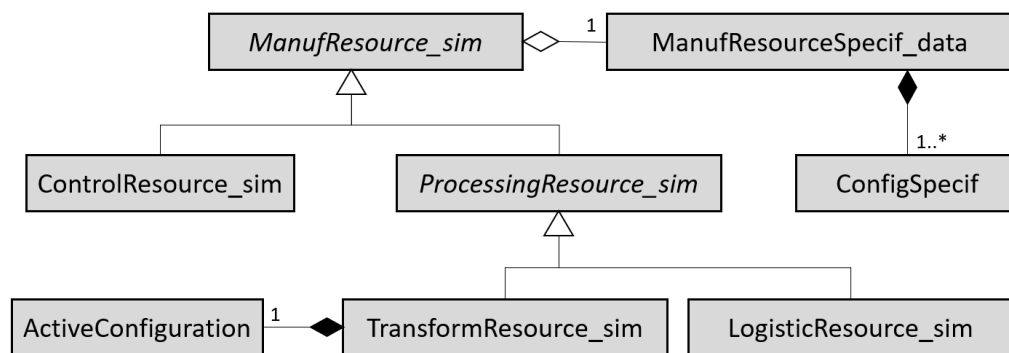 ManufResource_sim
1
ManufResourceSpecif_data
1..*
ControlResource_sim
ProcessingResource_sim
ConfigSpecif
ActiveConfiguration
1
TransformResource_sim
LogisticResource_sim